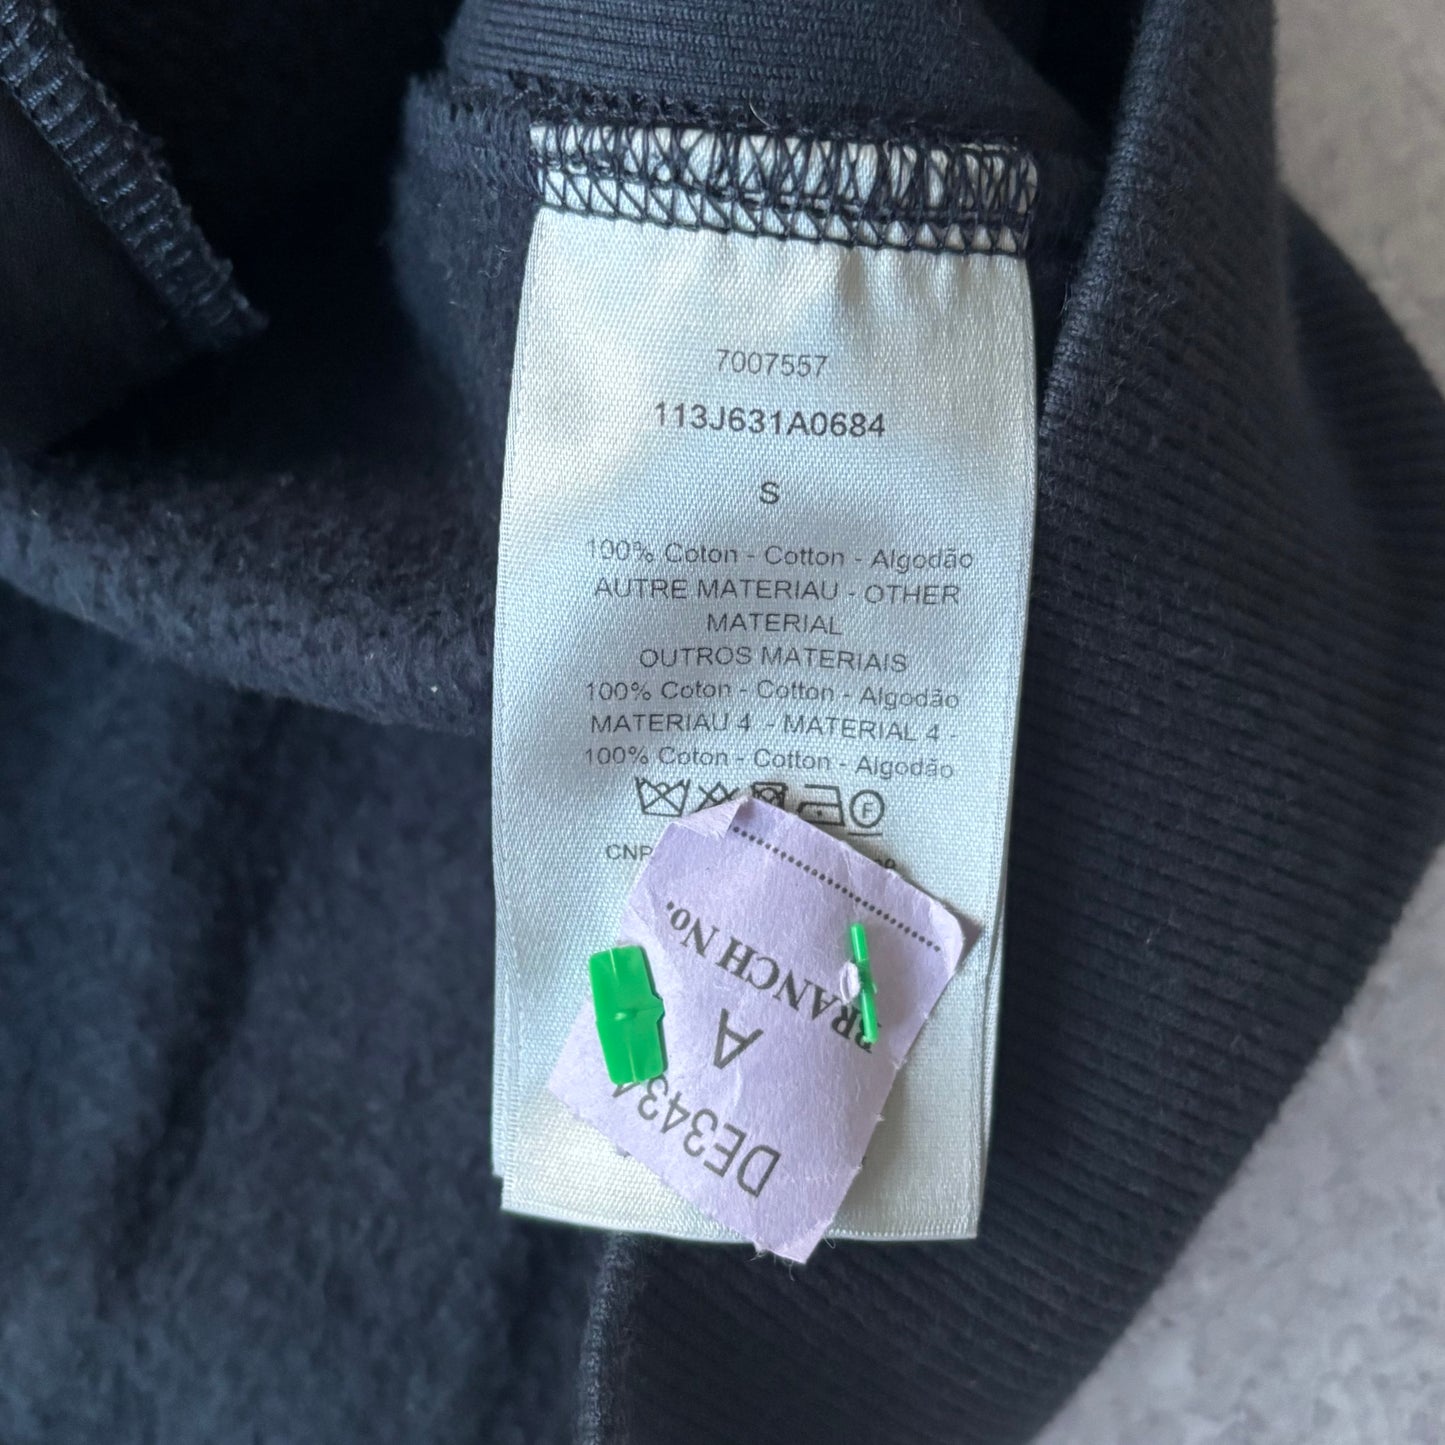 7007557
113J631A0684
S
100% Coton - Cotton - Algodão
AUTRE MATERIAU - OTHER
MATERIAL
OUTROS MATERIAIS
100% Coton - Cotton - Algodão
MATERIAU 4 - MATERIAL 4 -
100% Coton - Cotton - Algodão
F
BRANCH No.
A